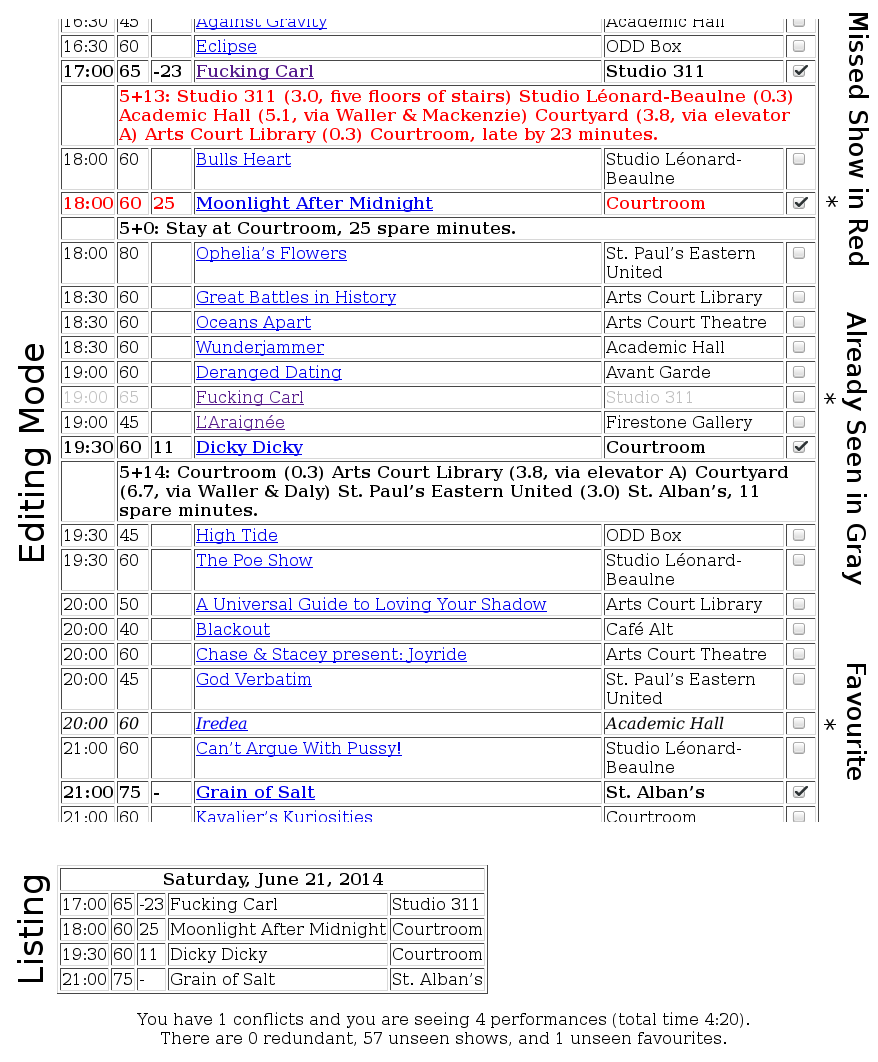 16:30 45 Against Gravity Academic Hall
16:30 60 Eclipse ODD Box
17:00 65 -23 Fucking Carl Studio 311
5+13: Studio 311 (3.0, five floors of stairs) Studio Léonard-Beaulne (0.3)
Academic Hall (5.1, via Waller & Mackenzie) Courtyard (3.8, via elevator
A) Arts Court Library (0.3) Courtroom, late by 23 minutes.
18:00 60 Bulls Heart Studio Léonard-
Beaulne
18:00 60 25 Moonlight After Midnight Courtroom
5+0: Stay at Courtroom, 25 spare minutes.
18:00 80 Ophelia’s Flowers St. Paul’s Eastern
United
18:30 60 Great Battles in History Arts Court Library
18:30 60 Oceans Apart Arts Court Theatre
18:30 60 Wunderjammer Academic Hall
19:00 60 Deranged Dating Avant Garde
19:00 65 Fucking Carl Studio 311
19:00 45 L’Araignée Firestone Gallery
19:30 60 11 Dicky Dicky Courtroom
5+14: Courtroom (0.3) Arts Court Library (3.8, via elevator A) Courtyard
(6.7, via Waller & Daly) St. Paul’s Eastern United (3.0) St. Alban’s, 11
spare minutes.
19:30 45 High Tide ODD Box
19:30 60 The Poe Show Studio Léonard-
Beaulne
20:00 50 A Universal Guide to Loving Your Shadow Arts Court Library
20:00 40 Blackout Café Alt
20:00 60 Chase & Stacey present: Joyride Arts Court Theatre
20:00 45 God Verbatim St. Paul’s Eastern
United
20:00 60 Iredea Academic Hall
21:00 60 Can’t Argue With Pussy! Studio Léonard-
Beaulne
21:00 75 - Grain of Salt St. Alban’s
21:00 60 Kavalier’s Kuriosities Courtroom
Editing Mode
Missed Show in Red
*
Already Seen in Gray
*
Favourite
*
Listing
Saturday, June 21, 2014
17:00 65 -23 Fucking Carl Studio 311
18:00 60 25 Moonlight After Midnight Courtroom
19:30 60 11 Dicky Dicky Courtroom
21:00 75 - Grain of Salt St. Alban’s
You have 1 conflicts and you are seeing 4 performances (total time 4:20).
There are 0 redundant, 57 unseen shows, and 1 unseen favourites.